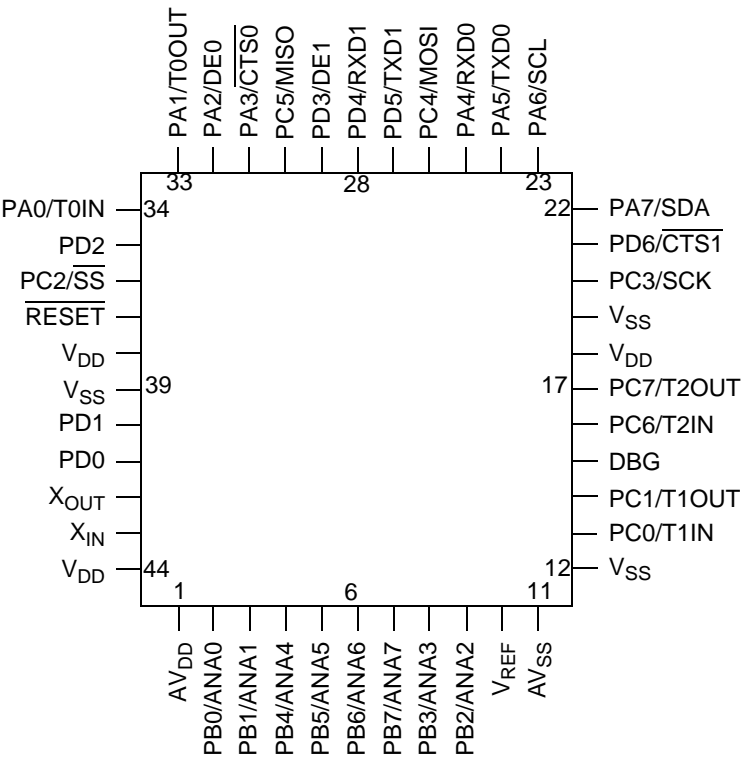 PA1/T0OUT
PA2/DE0
PA3/CTS0
PC5/MISO
PD3/DE1
PD4/RXD1
PD5/TXD1
PC4/MOSI
PA4/RXD0
PA5/TXD0
PA6/SCL
33
28
23
PA0/T0IN
34
22
PA7/SDA
PD2
PD6/CTS1
PC2/SS
PC3/SCK
RESET
VSS
VDD
VDD
VSS
39
17
PC7/T2OUT
PD1
PC6/T2IN
PD0
DBG
XOUT
PC1/T1OUT
XIN
PC0/T1IN
VDD
44
12
VSS
1
6
11
AVDD
PB0/ANA0
PB1/ANA1
PB4/ANA4
PB5/ANA5
PB6/ANA6
PB7/ANA7
PB3/ANA3
PB2/ANA2
VREF
AVSS